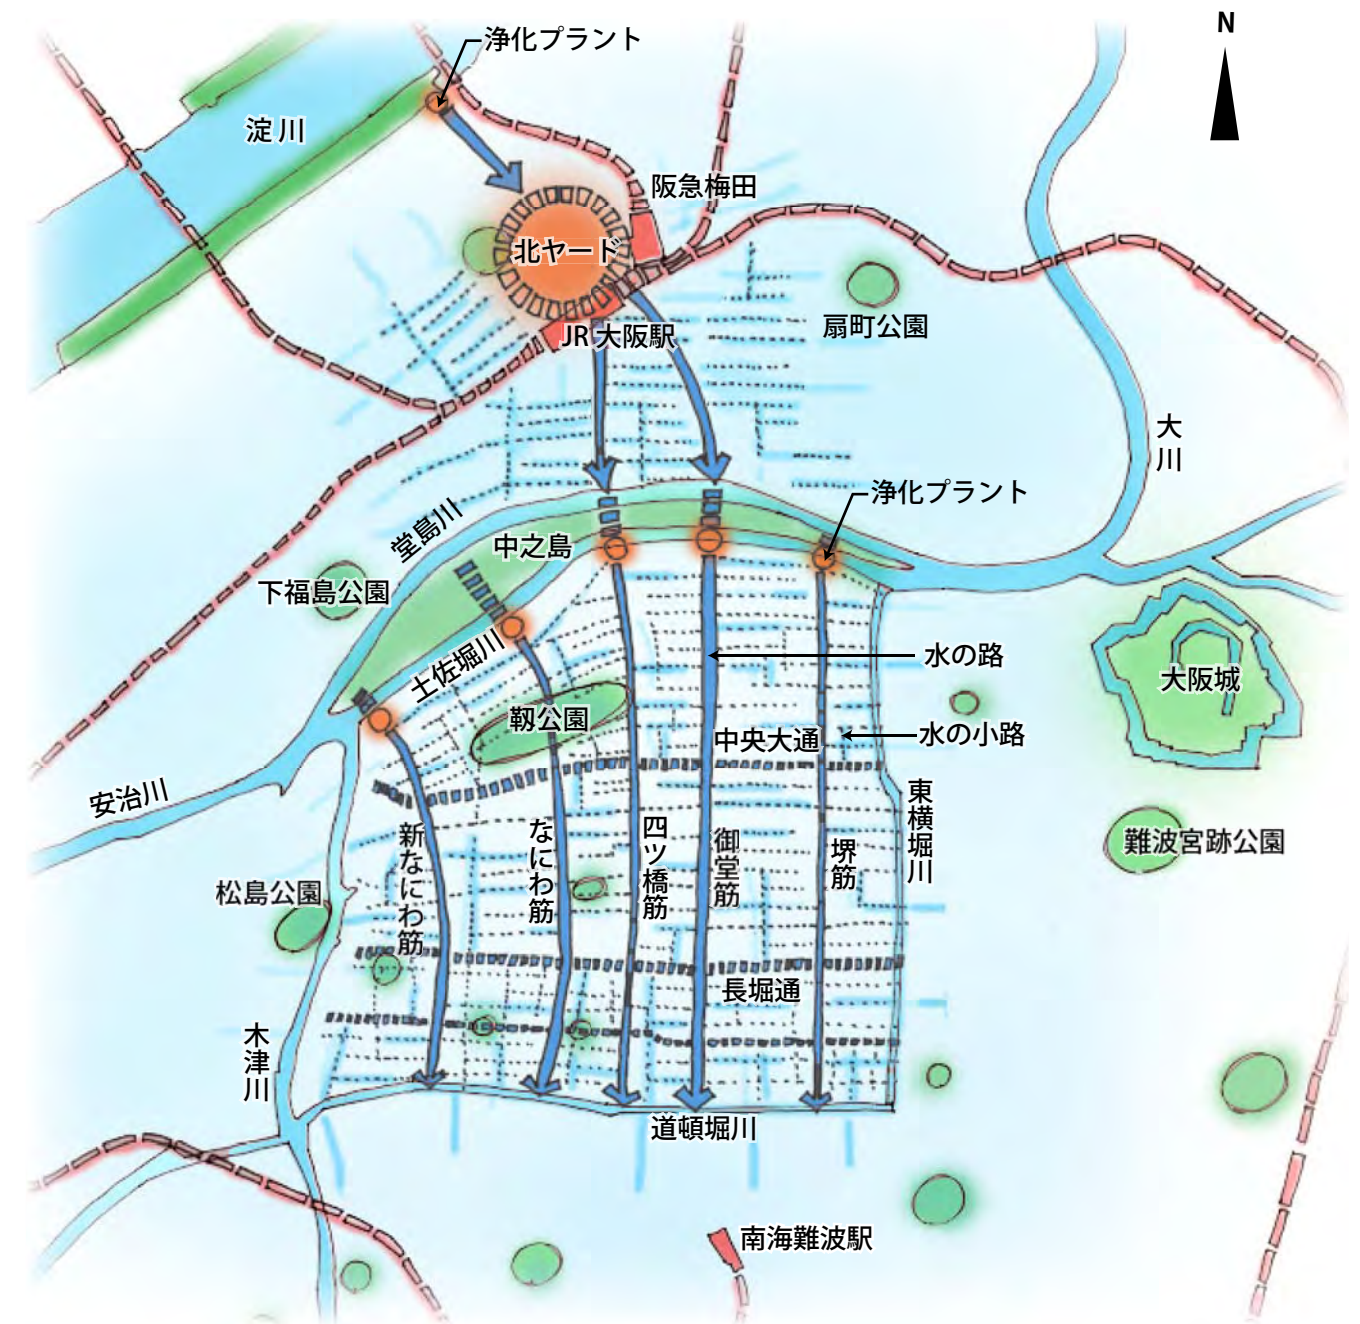 N
浄化プラント
淀川
阪急梅田
北ヤード
JR 大阪駅
扇町公園
大川
浄化プラント
堂島川
中之島
下福島公園
土佐堀川
水の路
大阪城
靱公園
中央大通
水の小路
安治川
東横堀川
新なにわ筋
なにわ筋
四ツ橋筋
御堂筋
堺筋
難波宮跡公園
松島公園
長堀通
木津川
道頓堀川
南海難波駅